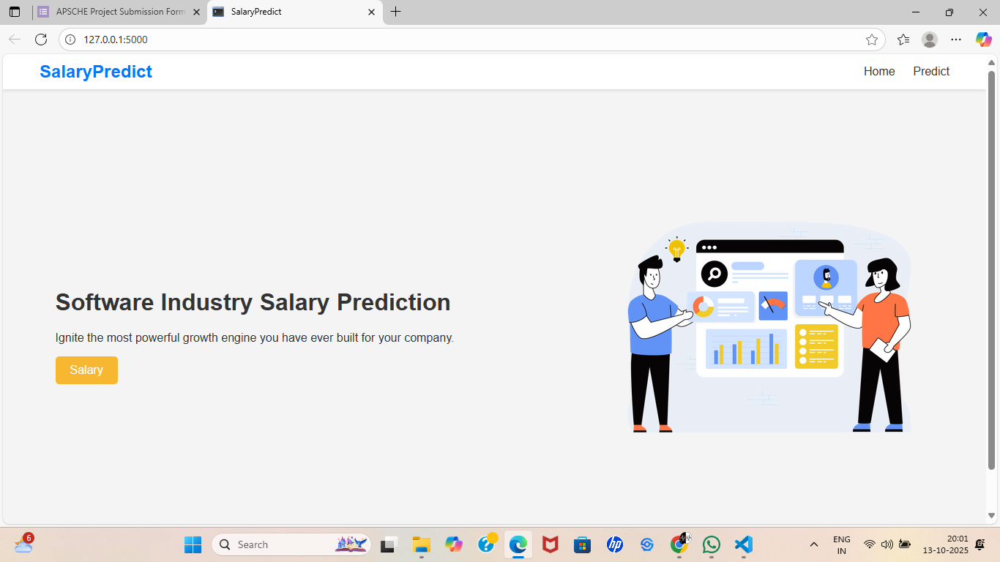 APSCHE Project Submission Form
SalaryPredict
127.0.0.1:5000
SalaryPredict
Home
Predict
Software Industry Salary Prediction
Ignite the most powerful growth engine you have ever built for your company.
Salary
6
Search
ENG
IN
20:01
13-10-2025